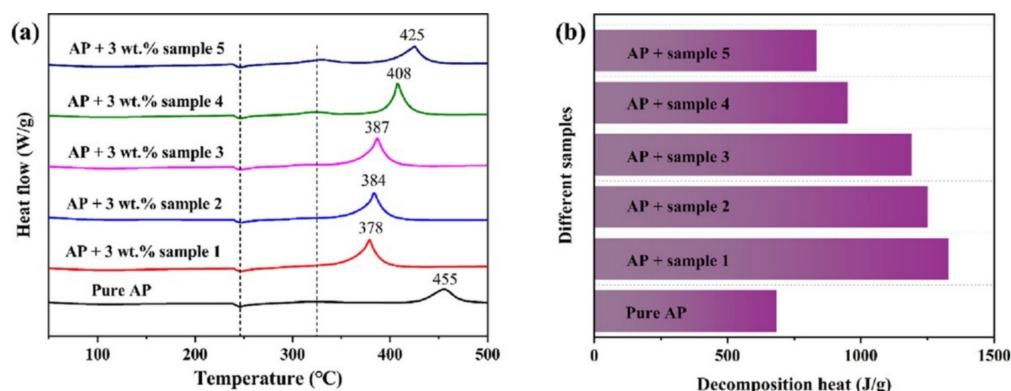 (a)
Heat flow (W/g)
AP + 3 wt.% sample 5
425
AP + 3 wt.% sample 4
408
AP + 3 wt.% sample 3
387
AP + 3 wt.% sample 2
384
AP + 3 wt.% sample 1
378
Pure AP
455
100 200 300 400 500
Temperature (℃)
(b)
Different samples
AP + sample 5
AP + sample 4
AP + sample 3
AP + sample 2
AP + sample 1
Pure AP
0 500 1000 1500
Decomposition heat (J/g)